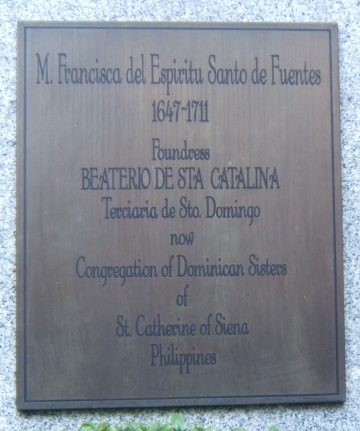 M. Francisca del Espiritu Santo de Fuentes
1647-1711
Foundress
BEATERIO DE STA CATALINA
Terciaria de Sto. Domingo
now
Congregation of Dominican Sisters
of
St. Catherine of Siena
Philippines